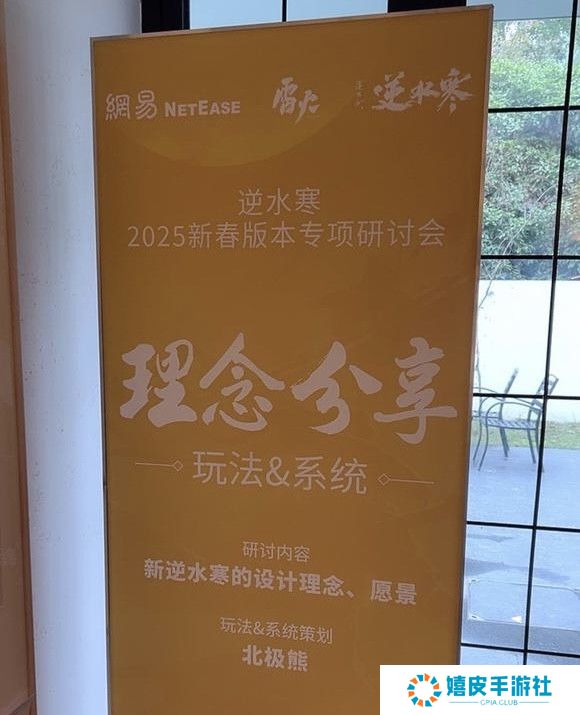 網易 NETEASE 雷火 逆水寒
逆水寒
2025新春版本专项研讨会
理念分享
玩法&系统
研讨内容
新逆水寒的设计理念、愿景
玩法&系统策划
北极熊
嬉皮手游社
CPIA.CLUB